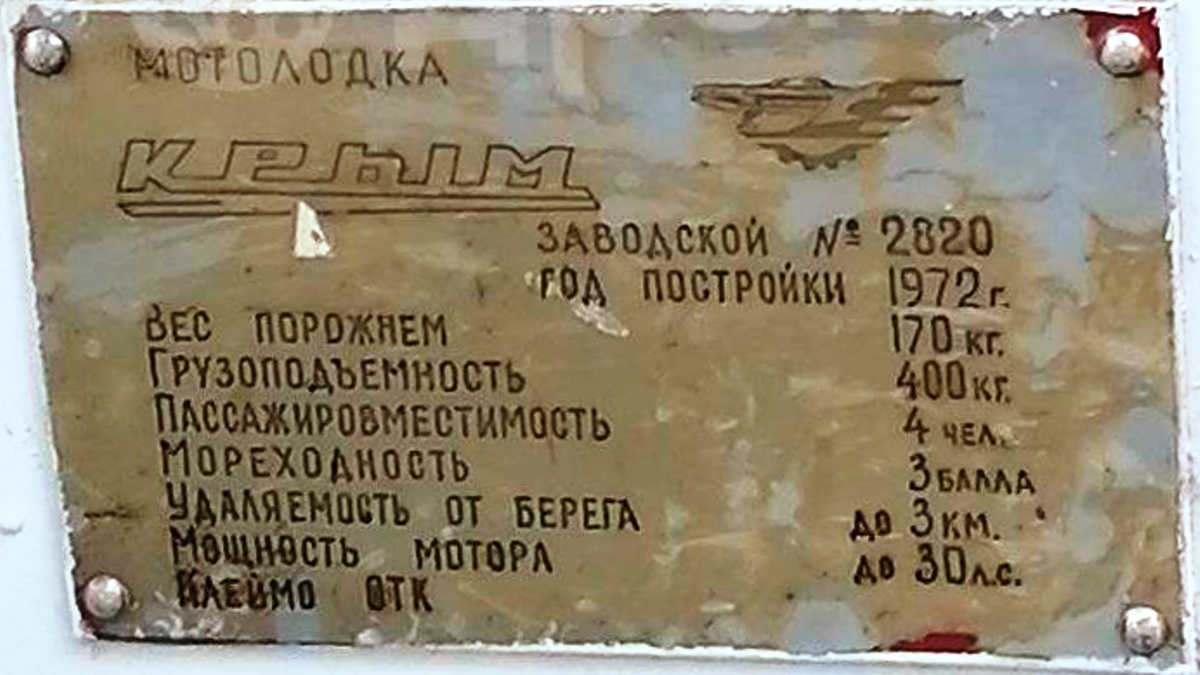 МОТОЛОДКА
КРЫМ
ЗАВОДСКОЙ № 2820
ГОД ПОСТРОЙКИ 1972 г.
ВЕС ПОРОЖНЕМ 170 кг.
ГРУЗОПОДЪЕМНОСТЬ 400 кг.
ПАССАЖИРОВМЕСТИМОСТЬ 4 ЧЕЛ.
МОРЕХОДНОСТЬ 3 БАЛЛА
УДАЛЯЕМОСТЬ ОТ БЕРЕГА ДО 3 КМ.
МОЩНОСТЬ МОТОРА ДО 30 Л.С.
КЛЕЙМО ОТК